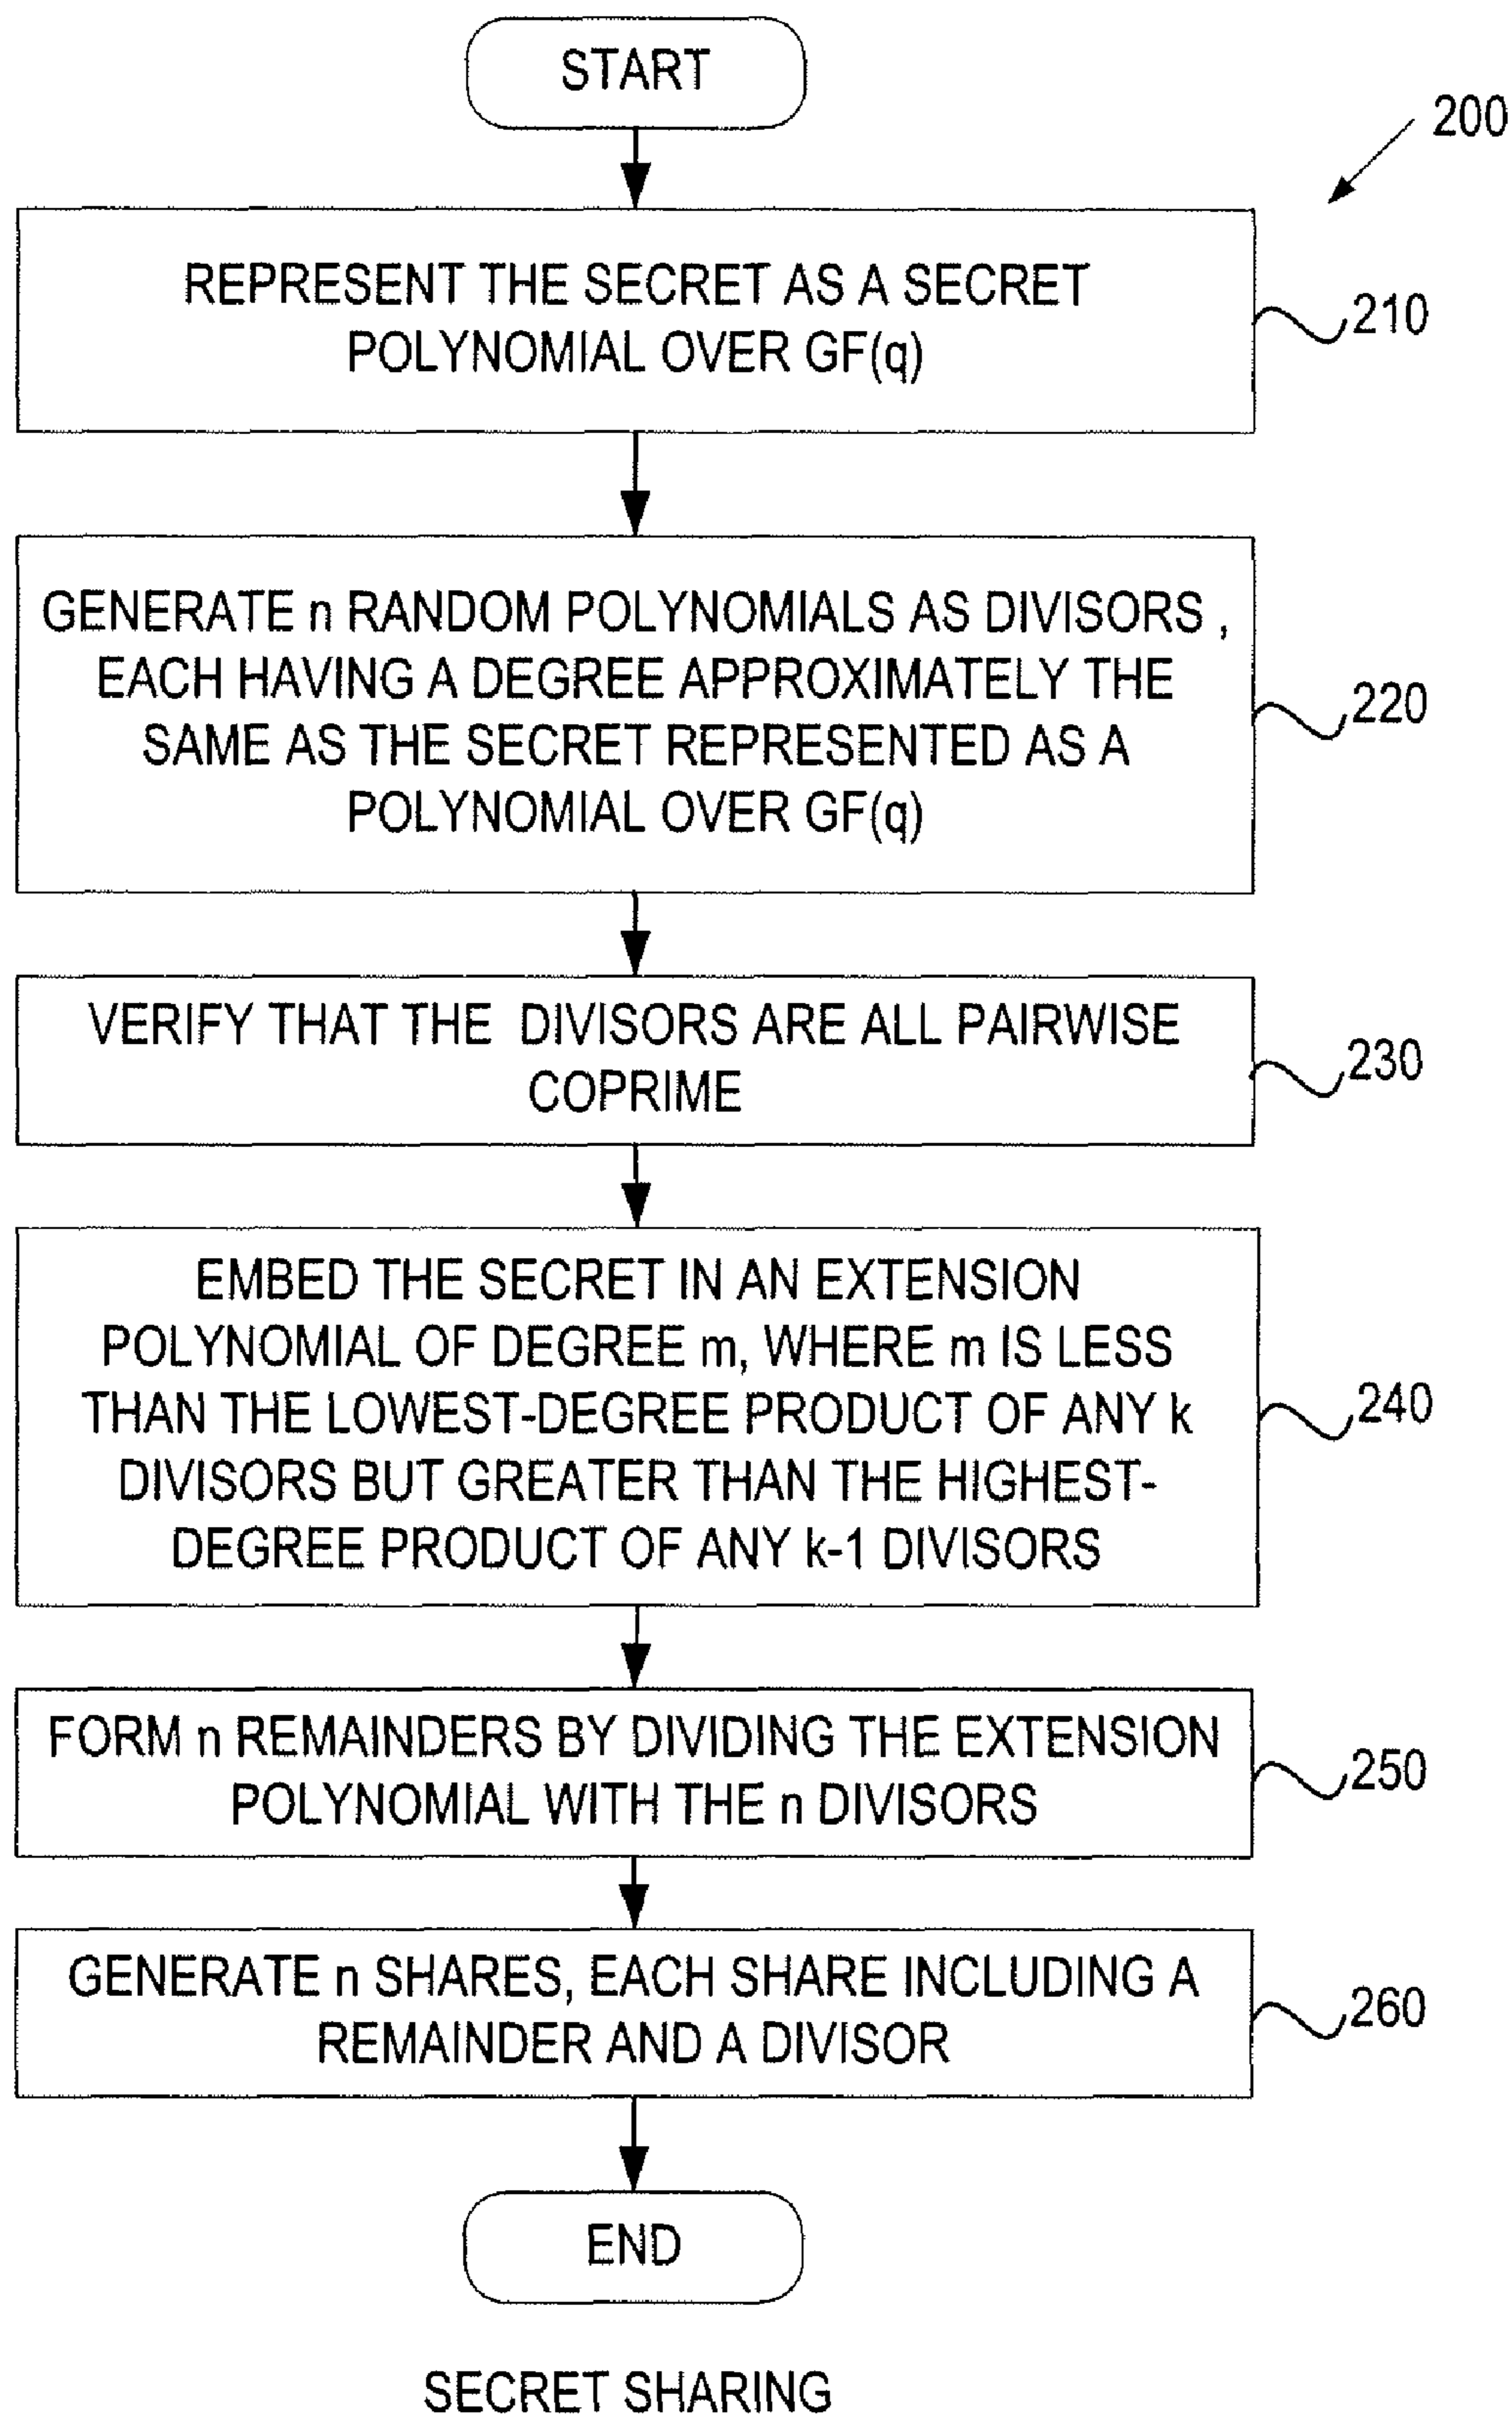 START
200
REPRESENT THE SECRET AS A SECRET
POLYNOMIAL OVER GF(q)
210
GENERATE n RANDOM POLYNOMIALS AS DIVISORS ,
EACH HAVING A DEGREE APPROXIMATELY THE
SAME AS THE SECRET REPRESENTED AS A
POLYNOMIAL OVER GF(q)
220
VERIFY THAT THE DIVISORS ARE ALL PAIRWISE
COPRIME
230
EMBED THE SECRET IN AN EXTENSION
POLYNOMIAL OF DEGREE m, WHERE m IS LESS
THAN THE LOWEST-DEGREE PRODUCT OF ANY k
DIVISORS BUT GREATER THAN THE HIGHEST-
DEGREE PRODUCT OF ANY k-1 DIVISORS
240
FORM n REMAINDERS BY DIVIDING THE EXTENSION
POLYNOMIAL WITH THE n DIVISORS
250
GENERATE n SHARES, EACH SHARE INCLUDING A
REMAINDER AND A DIVISOR
260
END
SECRET SHARING